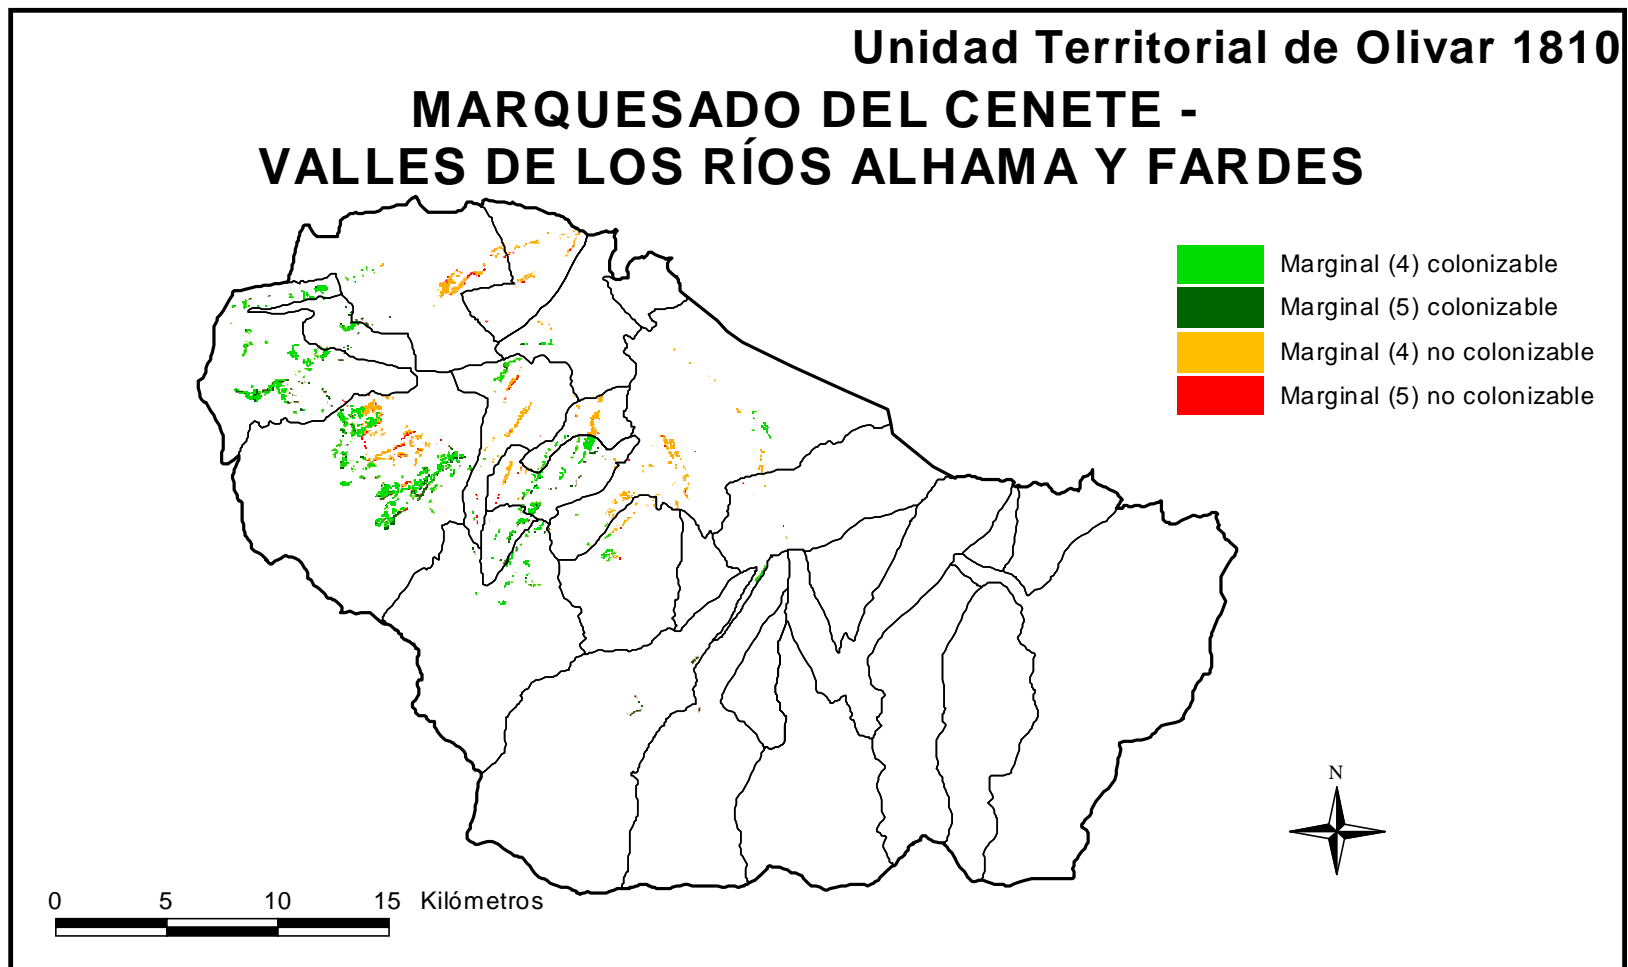 Unidad Territorial de Olivar 1810
MARQUESADO DEL CENETE -
VALLES DE LOS RÍOS ALHAMA Y FARDES
Marginal (4) colonizable
Marginal (5) colonizable
Marginal (4) no colonizable
Marginal (5) no colonizable
N
0 5 10 15 Kilómetros